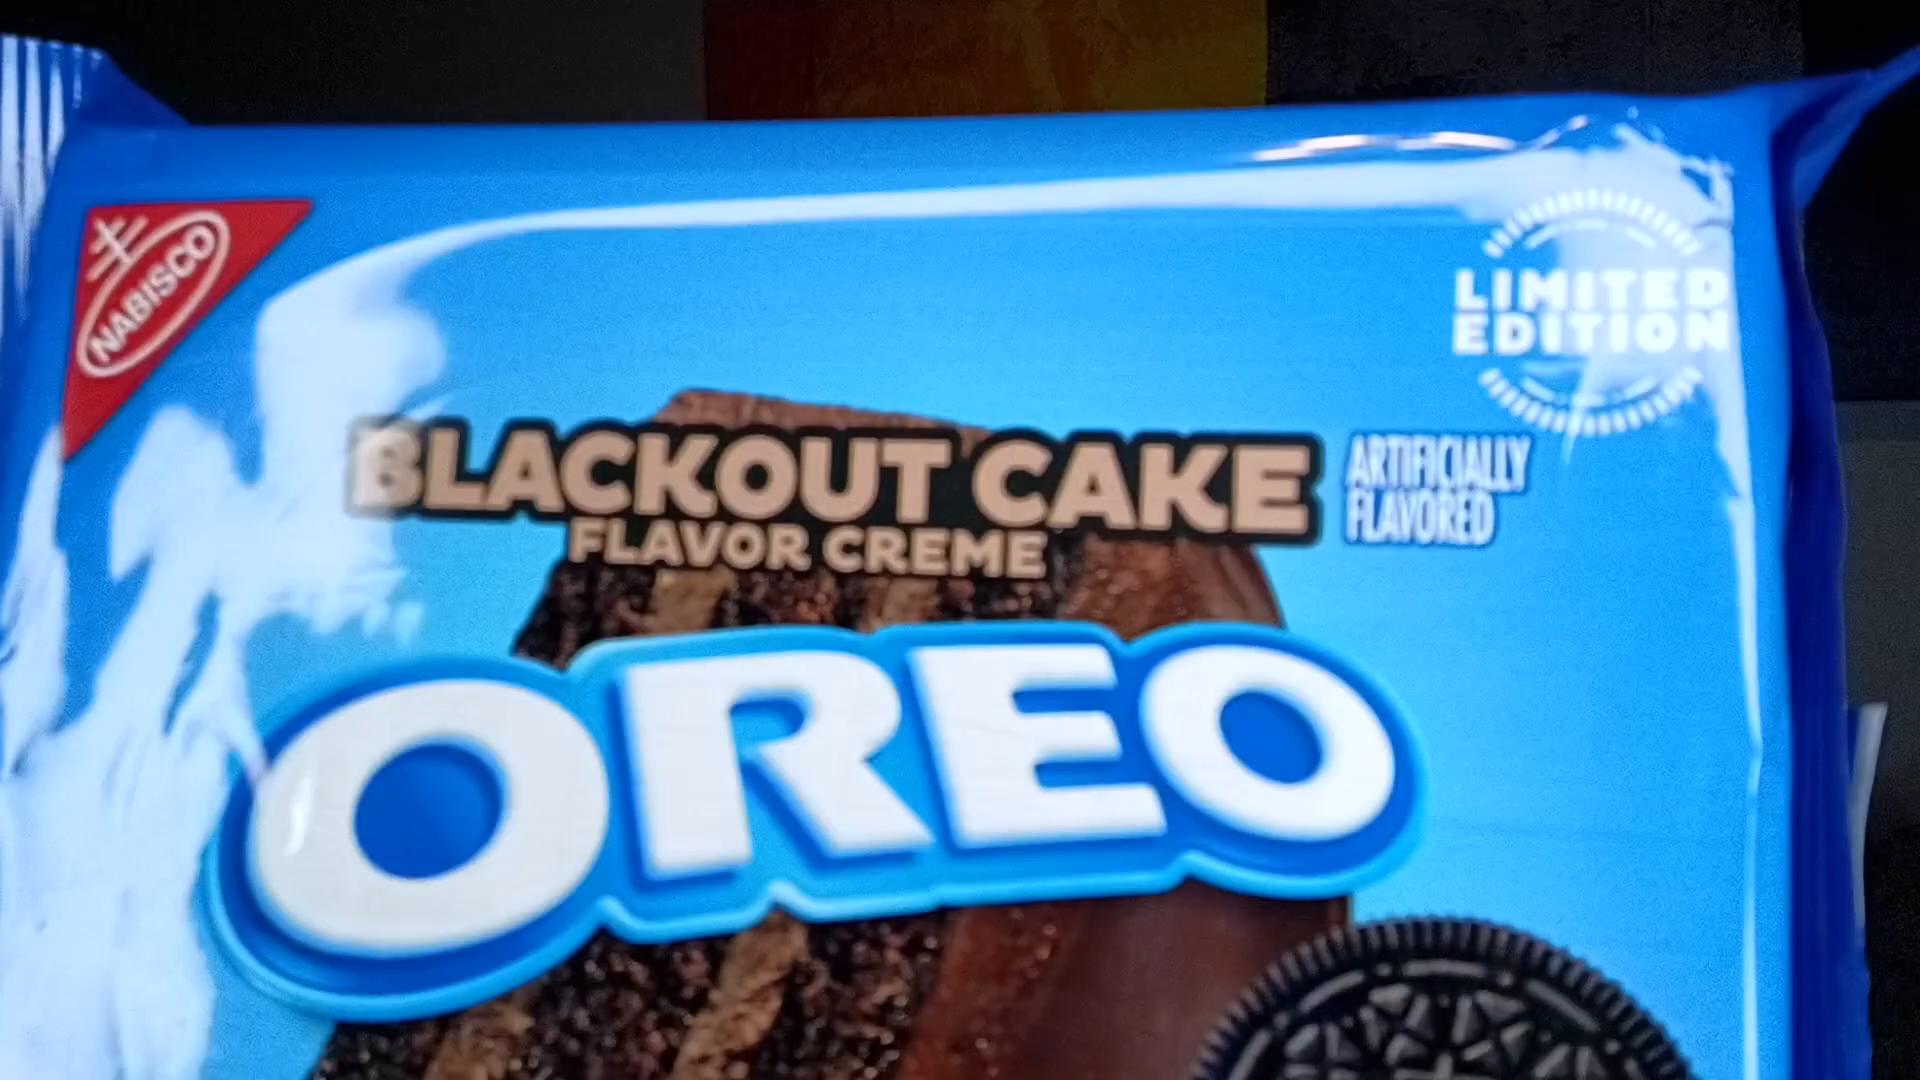 NABISCO
LIMITED
EDITION
BLACKOUT CAKE
FLAVOR CREME
ARTIFICIALLY
FLAVORED
OREO